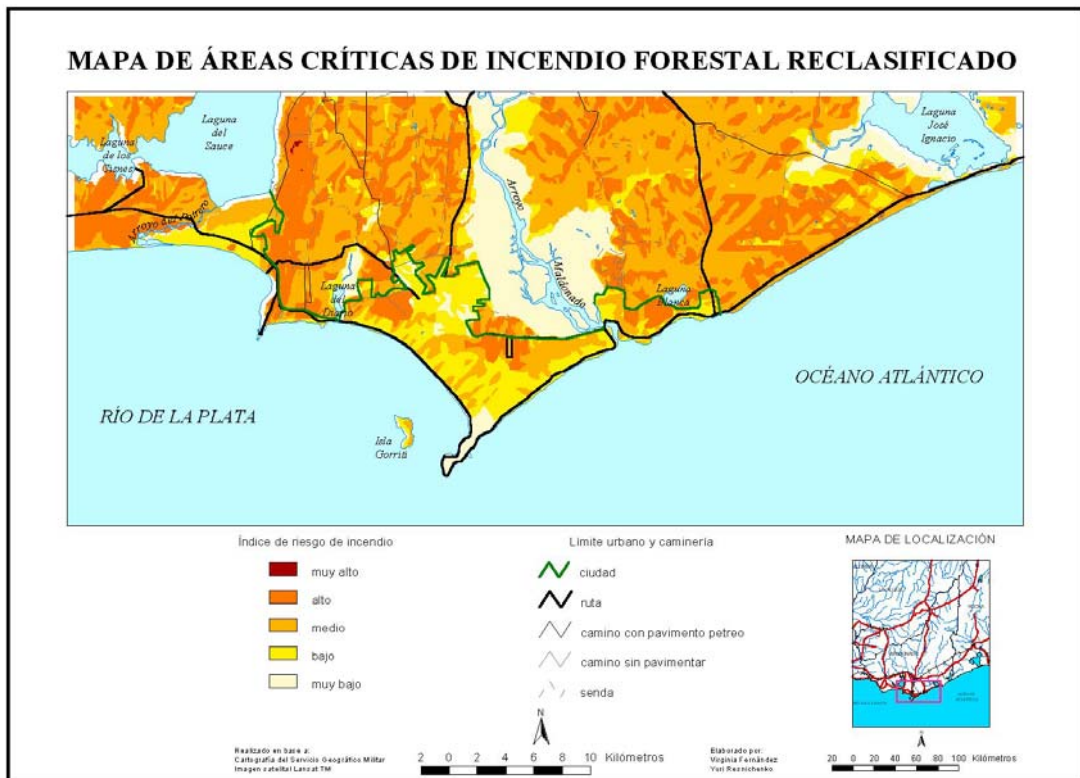 MAPA DE ÁREAS CRÍTICAS DE INCENDIO FORESTAL RECLASIFICADO
Laguna
del
Sauce
Laguna
de los
Cisnes
Laguna
José
Ignacio
Arroyo del Potrero
Arroyo
Maldonado
Laguna
del
Diario
Laguna
Blanca
OCÉANO ATLÁNTICO
RÍO DE LA PLATA
Isla
Gorriti
Índice de riesgo de incendio
muy alto
alto
medio
bajo
muy bajo
Límite urbano y caminería
ciudad
ruta
camino con pavimento petreo
camino sin pavimentar
senda
MAPA DE LOCALIZACIÓN
N
Realizado en base a:
Cartografía del Servicio Geográfico Militar
Imagen satelital Lansat TM
2 0 2 4 6 8 10 Kilómetros
Elaborado por:
Virginia Fernández
Yuri Resnichenko
20 0 20 40 60 80 100 Kilómetros